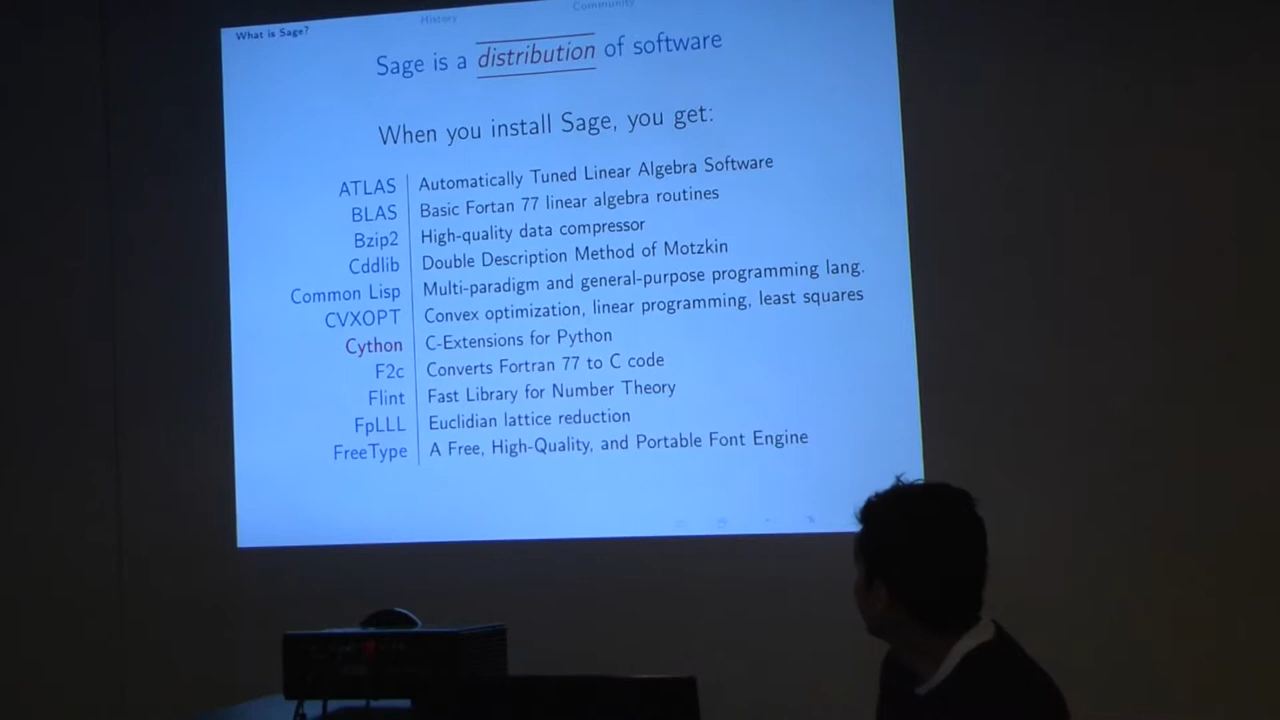 What is Sage? History Community
Sage is a distribution of software
When you install Sage, you get:
ATLAS Automatically Tuned Linear Algebra Software
BLAS Basic Fortan 77 linear algebra routines
Bzip2 High-quality data compressor
Cddlib Double Description Method of Motzkin
Common Lisp Multi-paradigm and general-purpose programming lang.
CVXOPT Convex optimization, linear programming, least squares
Cython C-Extensions for Python
F2c Converts Fortran 77 to C code
Flint Fast Library for Number Theory
FpLLL Euclidian lattice reduction
FreeType A Free, High-Quality, and Portable Font Engine